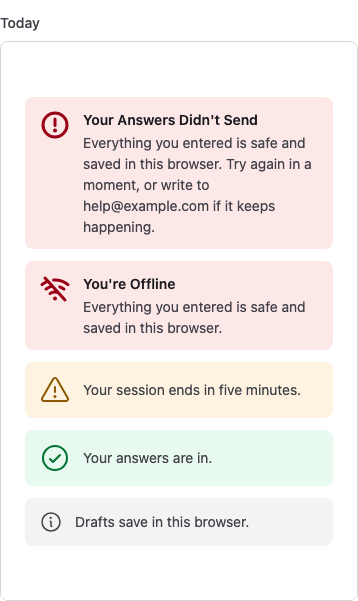 Today
Your Answers Didn't Send
Everything you entered is safe and
saved in this browser. Try again in a
moment, or write to
help@example.com if it keeps
happening.
You're Offline
Everything you entered is safe and
saved in this browser.
Your session ends in five minutes.
Your answers are in.
Drafts save in this browser.